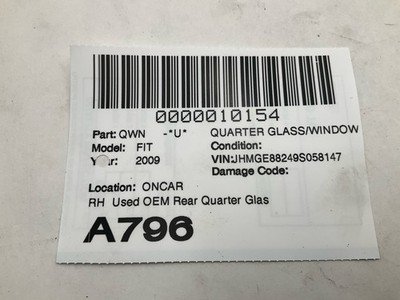 0000010154
Part: QWN -*U* QUARTER GLASS/WINDOW
Model: FIT Condition:
Year: 2009 VIN:JHMGE88249S058147
Damage Code:
Location: ONCAR
RH Used OEM Rear Quarter Glas
A796